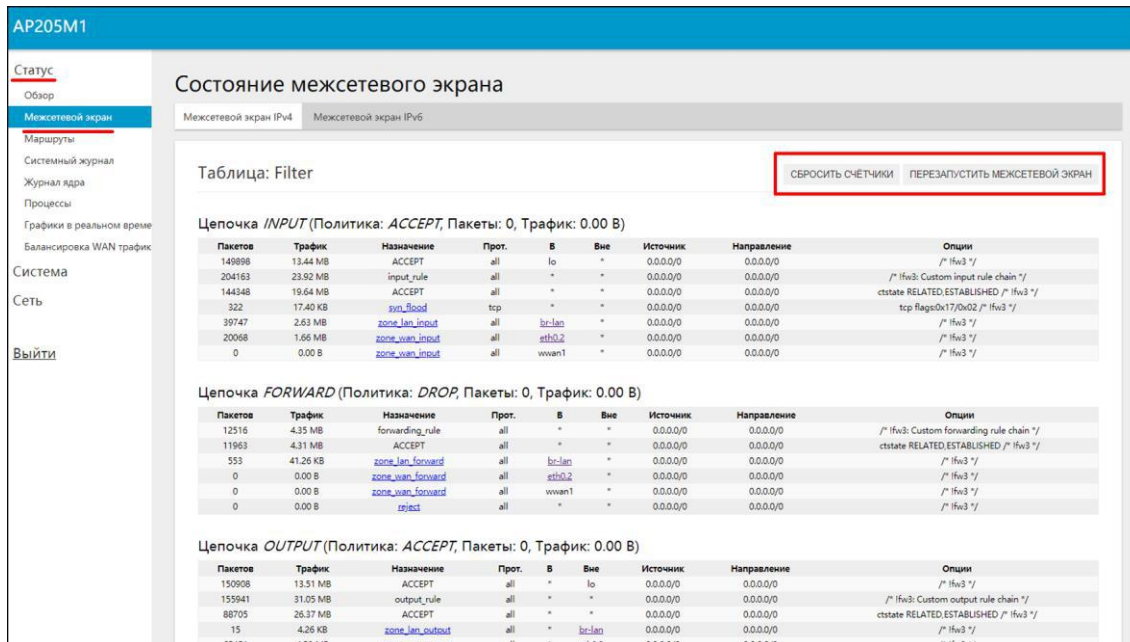 AP205M1
Статус
Обзор
Межсетевой экран
Маршруты
Системный журнал
Журнал ядра
Процессы
Графики в реальном време
Балансировка WAN трафик
Система
Сеть
Выйти
Состояние межсетевого экрана
Межсетевой экран IPv4 Межсетевой экран IPv6
Таблица: Filter
СБРОСИТЬ СЧЁТЧИКИ ПЕРЕЗАПУСТИТЬ МЕЖСЕТЕВОЙ ЭКРАН
Цепочка INPUT (Политика: ACCEPT, Пакеты: 0, Трафик: 0.00 B)
Пакетов Трафик Назначение Прот. В Вне Источник Направление Опции
149898 13.44 MB ACCEPT all lo * 0.0.0.0/0 0.0.0.0/0 /* !fw3 */
204163 23.92 MB input_rule all * * 0.0.0.0/0 0.0.0.0/0 /* !fw3: Custom input rule chain */
144348 19.64 MB ACCEPT all * * 0.0.0.0/0 0.0.0.0/0 ctstate RELATED,ESTABLISHED /* !fw3 */
322 17.40 KB syn_flood tcp * * 0.0.0.0/0 0.0.0.0/0 tcp flags:0x17/0x02 /* !fw3 */
39747 2.63 MB zone_lan_input all br-lan * 0.0.0.0/0 0.0.0.0/0 /* !fw3 */
20068 1.66 MB zone_wan_input all eth0.2 * 0.0.0.0/0 0.0.0.0/0 /* !fw3 */
0 0.00 B zone_wan_input all wwan1 * 0.0.0.0/0 0.0.0.0/0 /* !fw3 */
Цепочка FORWARD (Политика: DROP, Пакеты: 0, Трафик: 0.00 B)
Пакетов Трафик Назначение Прот. В Вне Источник Направление Опции
12516 4.35 MB forwarding_rule all * * 0.0.0.0/0 0.0.0.0/0 /* !fw3: Custom forwarding rule chain */
11963 4.31 MB ACCEPT all * * 0.0.0.0/0 0.0.0.0/0 ctstate RELATED,ESTABLISHED /* !fw3 */
553 41.26 KB zone_lan_forward all br-lan * 0.0.0.0/0 0.0.0.0/0 /* !fw3 */
0 0.00 B zone_wan_forward all eth0.2 * 0.0.0.0/0 0.0.0.0/0 /* !fw3 */
0 0.00 B zone_wan_forward all wwan1 * 0.0.0.0/0 0.0.0.0/0 /* !fw3 */
0 0.00 B reject all * * 0.0.0.0/0 0.0.0.0/0 /* !fw3 */
Цепочка OUTPUT (Политика: ACCEPT, Пакеты: 0, Трафик: 0.00 B)
Пакетов Трафик Назначение Прот. В Вне Источник Направление Опции
150908 13.51 MB ACCEPT all * lo 0.0.0.0/0 0.0.0.0/0 /* !fw3 */
155941 31.05 MB output_rule all * * 0.0.0.0/0 0.0.0.0/0 /* !fw3: Custom output rule chain */
88705 26.37 MB ACCEPT all * * 0.0.0.0/0 0.0.0.0/0 ctstate RELATED,ESTABLISHED /* !fw3 */
15 4.26 KB zone_lan_output all * br-lan 0.0.0.0/0 0.0.0.0/0 /* !fw3 */